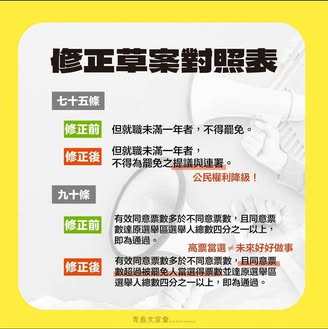 修正草案對照表
七十五條
修正前
但就職未滿一年者，不得罷免。
修正後
但就職未滿一年者，
不得為罷免之提議與連署。
公民權利降級！
九十條
修正前
有效同意票數多於不同意票數，且同意票
數達原選舉區選舉人總數四分之一以上，
即為通過。
高票當選≠未來好好做事
修正後
有效同意票數多於不同意票數，且同意票
數超過被罷免人當選得票數並達原選舉區
選舉人總數四分之一以上，即為通過。
青鳥文宣會